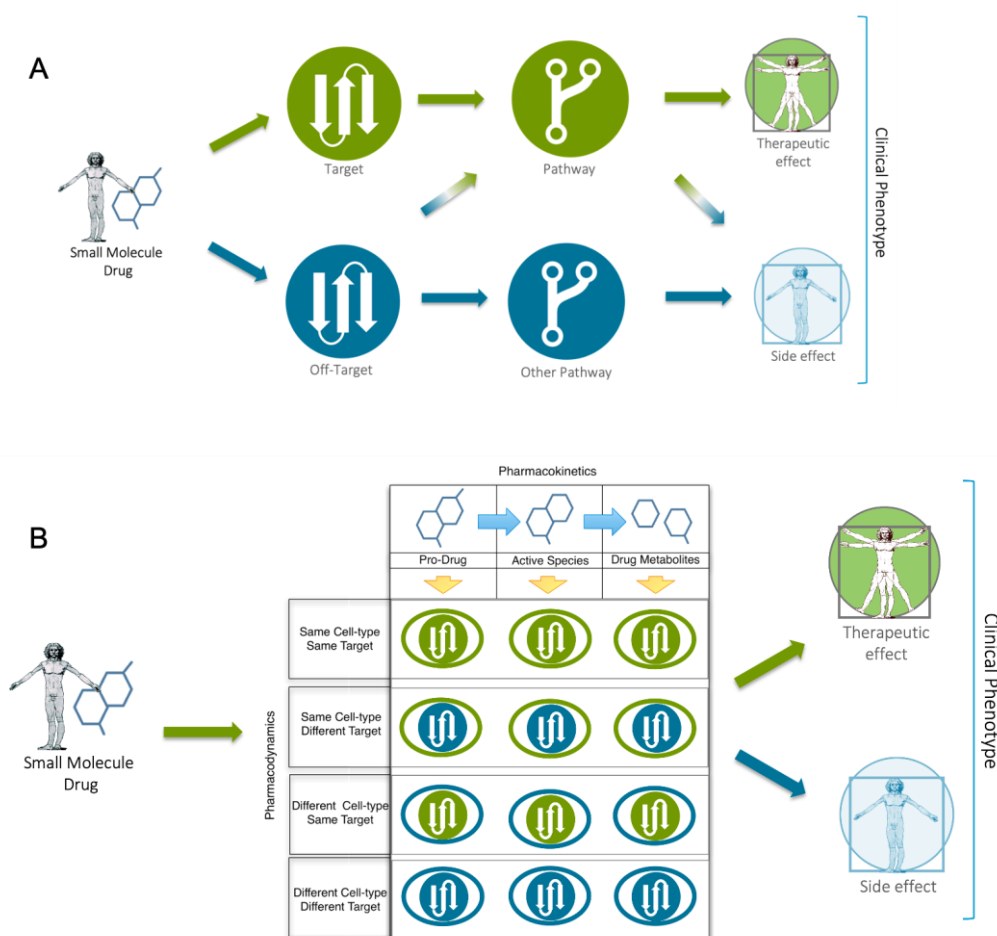 A
Small Molecule
Drug
Target
Pathway
Therapeutic
effect
Off-Target
Other Pathway
Side effect
Clinical Phenotype
B
Small Molecule
Drug
Pharmacokinetics
Pro-Drug
Active Species
Drug Metabolites
Pharmacodynamics
Same Cell-type
Same Target
Same Cell-type
Different Target
Different Cell-type
Same Target
Different Cell-type
Different Target
Therapeutic
effect
Side effect
Clinical Phenotype